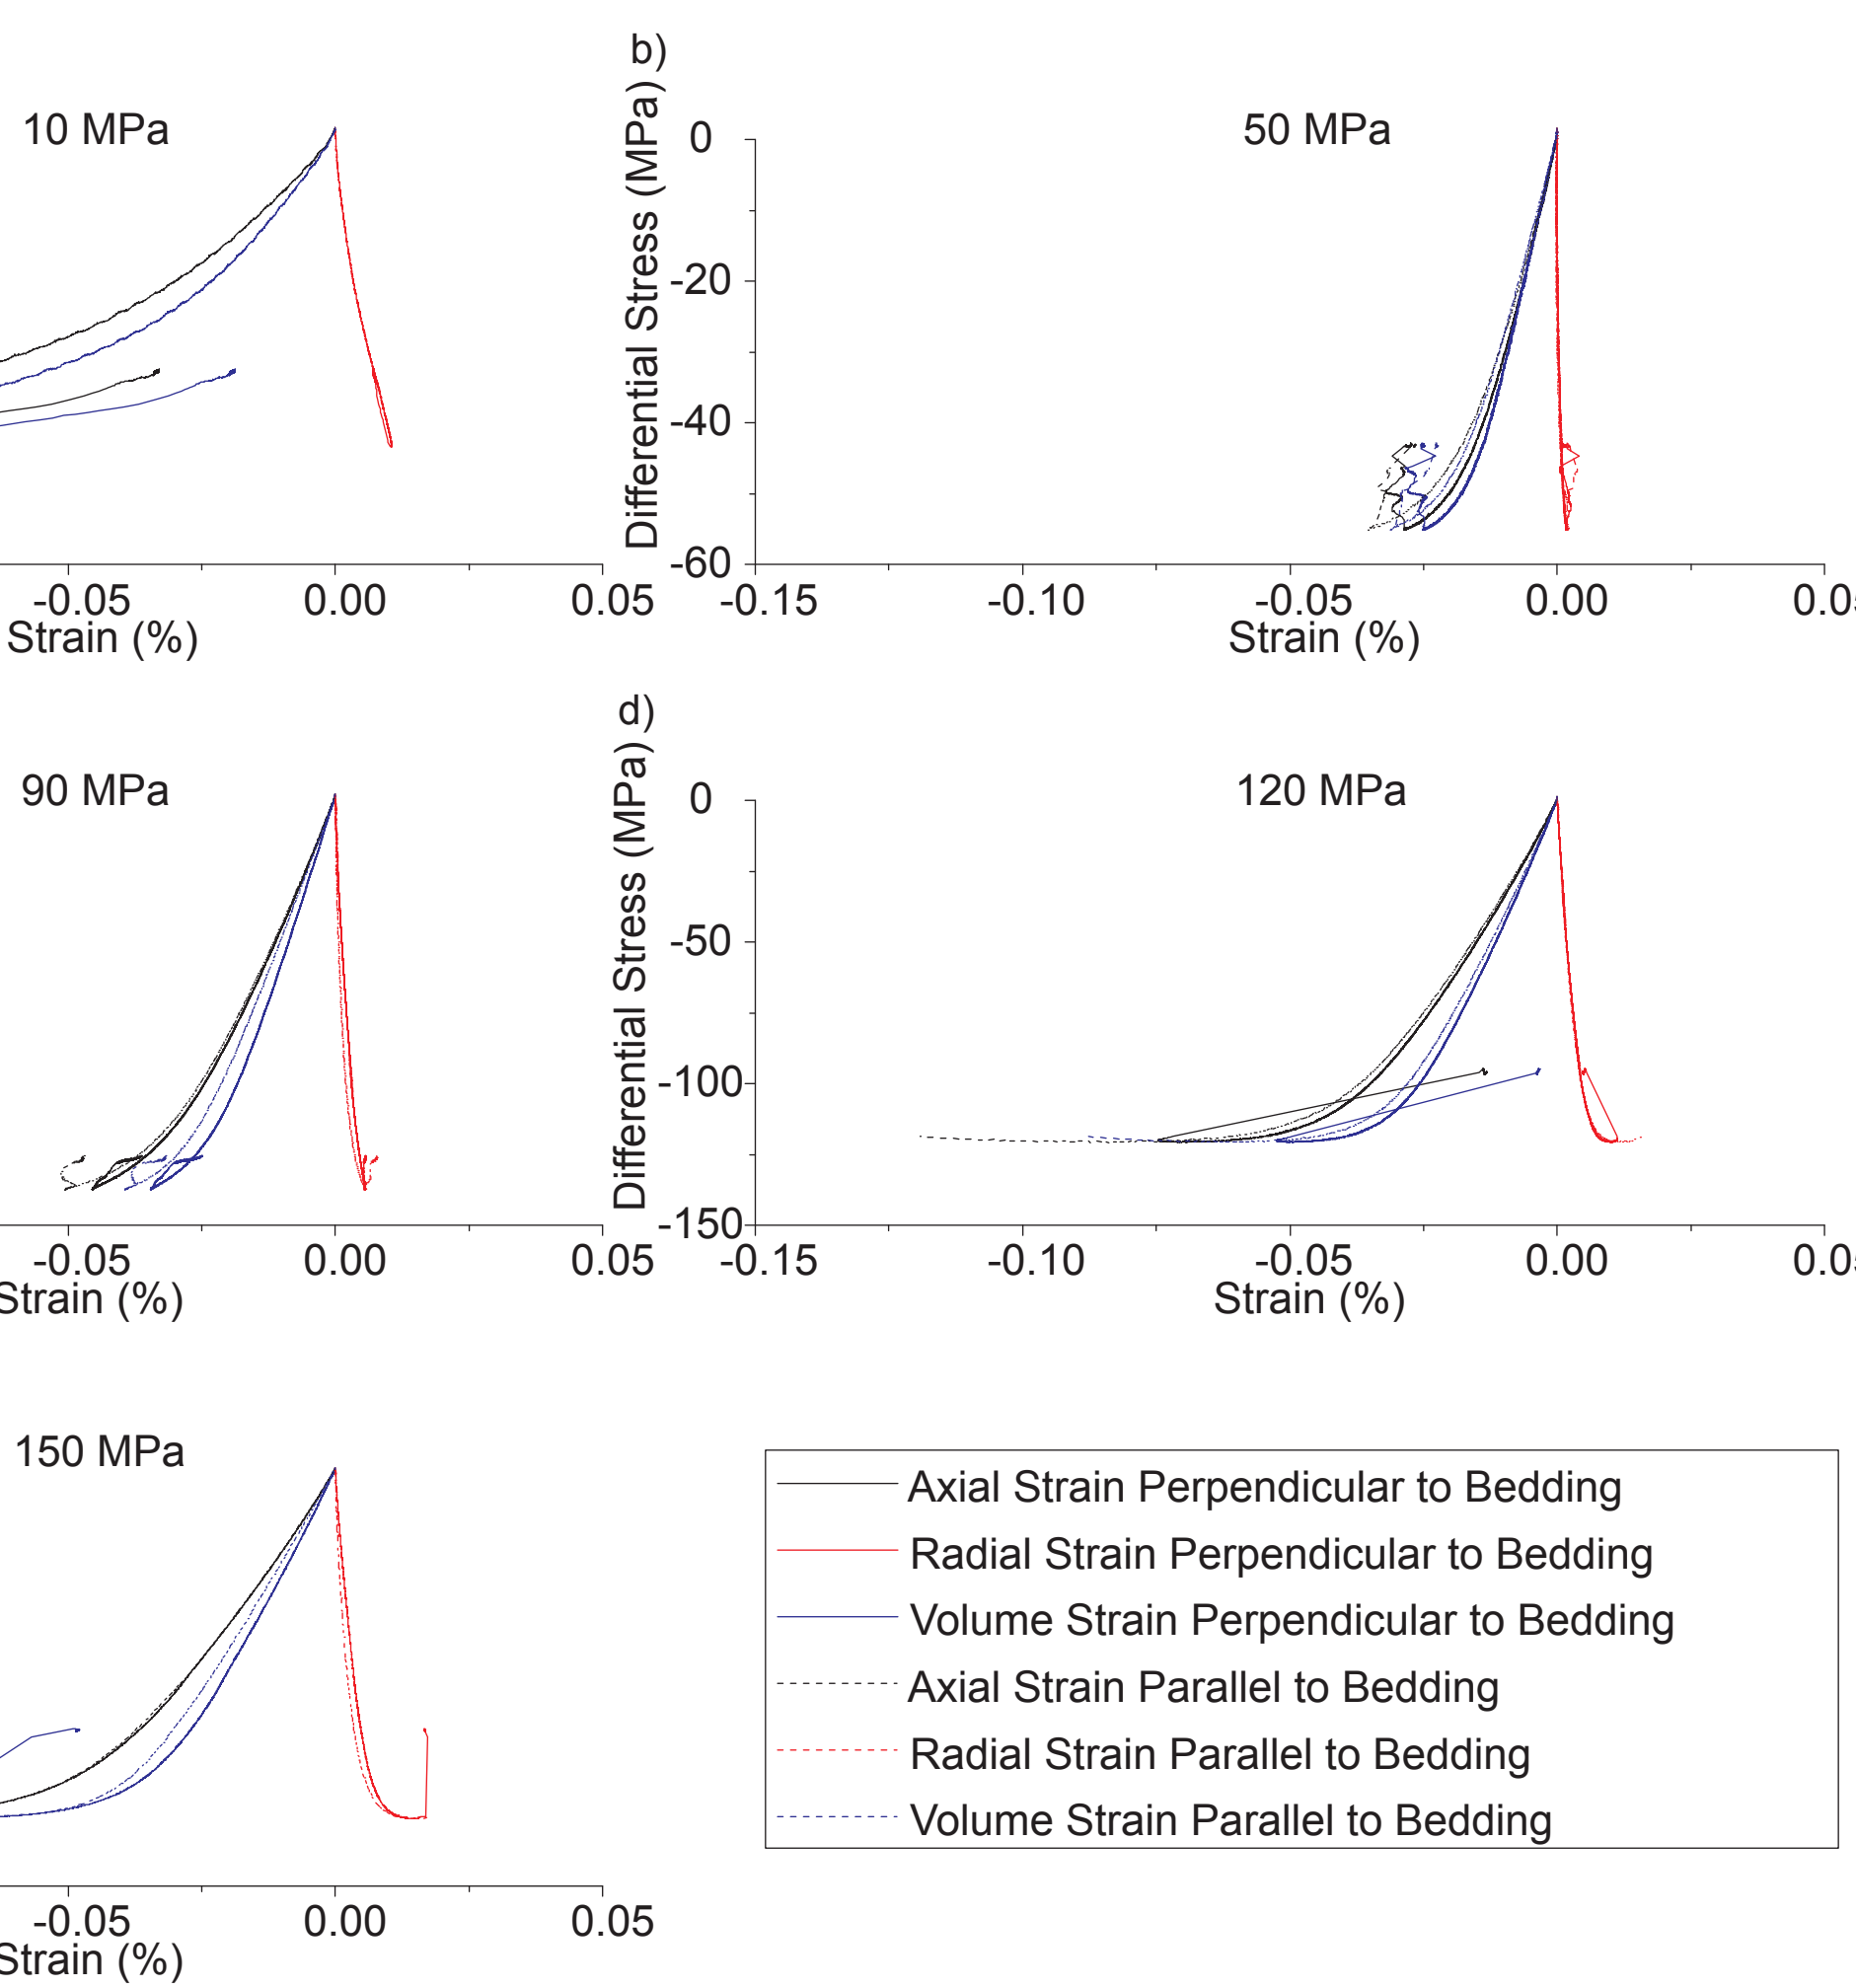 b)
10 MPa
50 MPa
Differential Stress (MPa)
0
-20
-40
-60
-0.05 0.00 0.05
Strain (%)
-0.15 -0.10 -0.05 0.00 0.0
Strain (%)
d)
90 MPa
120 MPa
Differential Stress (MPa)
0
-50
-100
-150
-0.05 0.00 0.05
Strain (%)
-0.15 -0.10 -0.05 0.00 0.0
Strain (%)
150 MPa
-0.05 0.00 0.05
Strain (%)
Axial Strain Perpendicular to Bedding
Radial Strain Perpendicular to Bedding
Volume Strain Perpendicular to Bedding
Axial Strain Parallel to Bedding
Radial Strain Parallel to Bedding
Volume Strain Parallel to Bedding